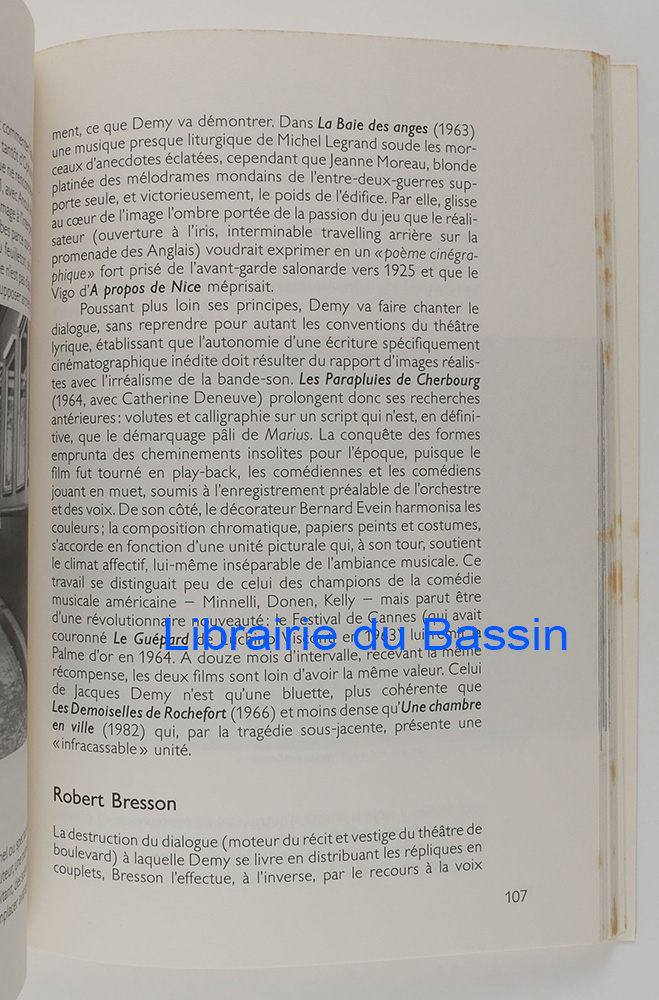 ment, ce que Demy va démontrer. Dans La Baie des anges (1963)
une musique presque liturgique de Michel Legrand soude les mor-
ceaux d'anecdotes éclatées, cependant que Jeanne Moreau, blonde
platinée des mélodrames mondains de l'entre-deux-guerres sup-
porte seule, et victorieusement, le poids de l'édifice. Par elle, glisse
au cœur de l'image l'ombre portée de la passion du jeu que le réali-
sateur (ouverture à l'iris, interminable travelling arrière sur la
promenade des Anglais) voudrait exprimer en un «poème cinégra-
phique» fort prisé de l'avant-garde salonarde vers 1925 et que le
Vigo d'A propos de Nice méprisait.
Poussant plus loin ses principes, Demy va faire chanter le
dialogue, sans reprendre pour autant les conventions du théâtre
lyrique, établissant que l'autonomie d'une écriture spécifiquement
cinématographique inédite doit résulter du rapport d'images réalis-
tes avec l'irréalisme de la bande-son. Les Parapluies de Cherbourg
(1964, avec Catherine Deneuve) prolongent donc ses recherches
antérieures : volutes et calligraphie sur un script qui n'est, en défini-
tive, que le démarquage pâli de Marius. La conquête des formes
emprunta des cheminements insolites pour l'époque, puisque le
film fut tourné en play-back, les comédiennes et les comédiens
jouant en muet, soumis à l'enregistrement préalable de l'orchestre
et des voix. De son côté, le décorateur Bernard Evein harmonisa les
couleurs ; la composition chromatique, papiers peints et costumes,
s'accorde en fonction d'une unité picturale qui, à son tour, soutient
le climat affectif, lui-même inséparable de l'ambiance musicale. Ce
travail se distinguait peu de celui des champions de la comédie
musicale américaine – Minnelli, Donen, Kelly – mais parut être
d'une révolutionn nouveauté : le Festival de Cannes (qui avait
couronné Le Guépard de Luchino Visconti en 1963) lui
Librairie du Bassin
Palme d'or en 1964. A douze mois d'intervalle, recevant la même
récompense, les deux films sont loin d'avoir la même valeur. Celui
de Jacques Demy n'est qu'une bluette, plus cohérente que
Les Demoiselles de Rochefort (1966) et moins dense qu'Une chambre
en ville (1982) qui, par la tragédie sous-jacente, présente une
«infracassable» unité.
Robert Bresson
La destruction du dialogue (moteur du récit et vestige du théâtre de
boulevard) à laquelle Demy se livre en distribuant les répliques en
couplets, Bresson l'effectue, à l'inverse, par le recours à la voix
107